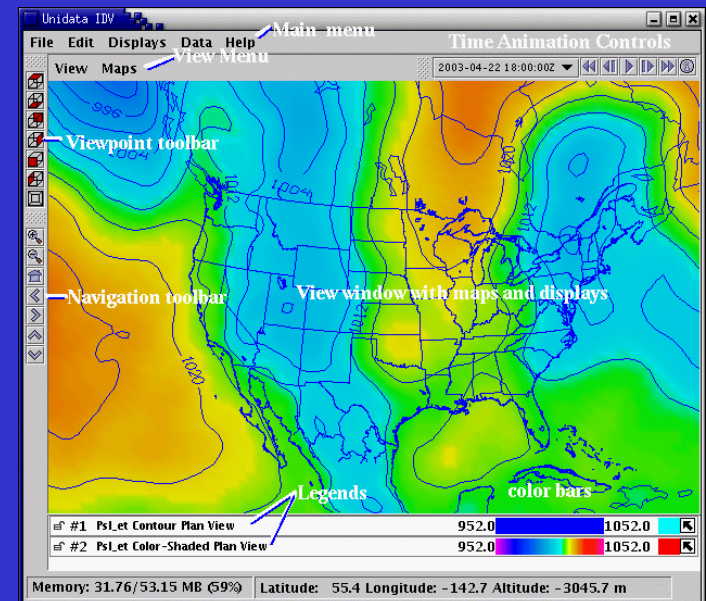 Unidata IDV
File Edit Displays Data Help
Main menu
Time Animation Controls
View Maps
View Menu
2003-04-22 18:00:00Z
996
1004
Viewpoint toolbar
1012
1004
1020
1012
Navigation toolbar
View window with maps and displays
1012
1020
Legends
color bars
#1 Psl_et Contour Plan View 952.0 1052.0
#2 Psl_et Color-Shaded Plan View 952.0 1052.0
Memory: 31.76/53.15 MB (59%) Latitude: 55.4 Longitude: -142.7 Altitude: -3045.7 m